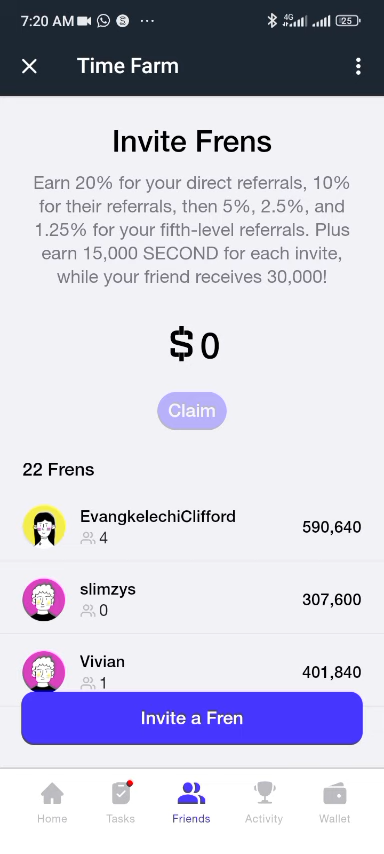 7:20 AM
4G
25
Time Farm
Invite Frens
Earn 20% for your direct referrals, 10%
for their referrals, then 5%, 2.5%, and
1.25% for your fifth-level referrals. Plus
earn 15,000 SECOND for each invite,
while your friend receives 30,000!
$ 0
Claim
22 Frens
EvangkelechiClifford
4
590,640
slimzys
0
307,600
Vivian
1
401,840
Invite a Fren
Home Tasks Friends Activity Wallet